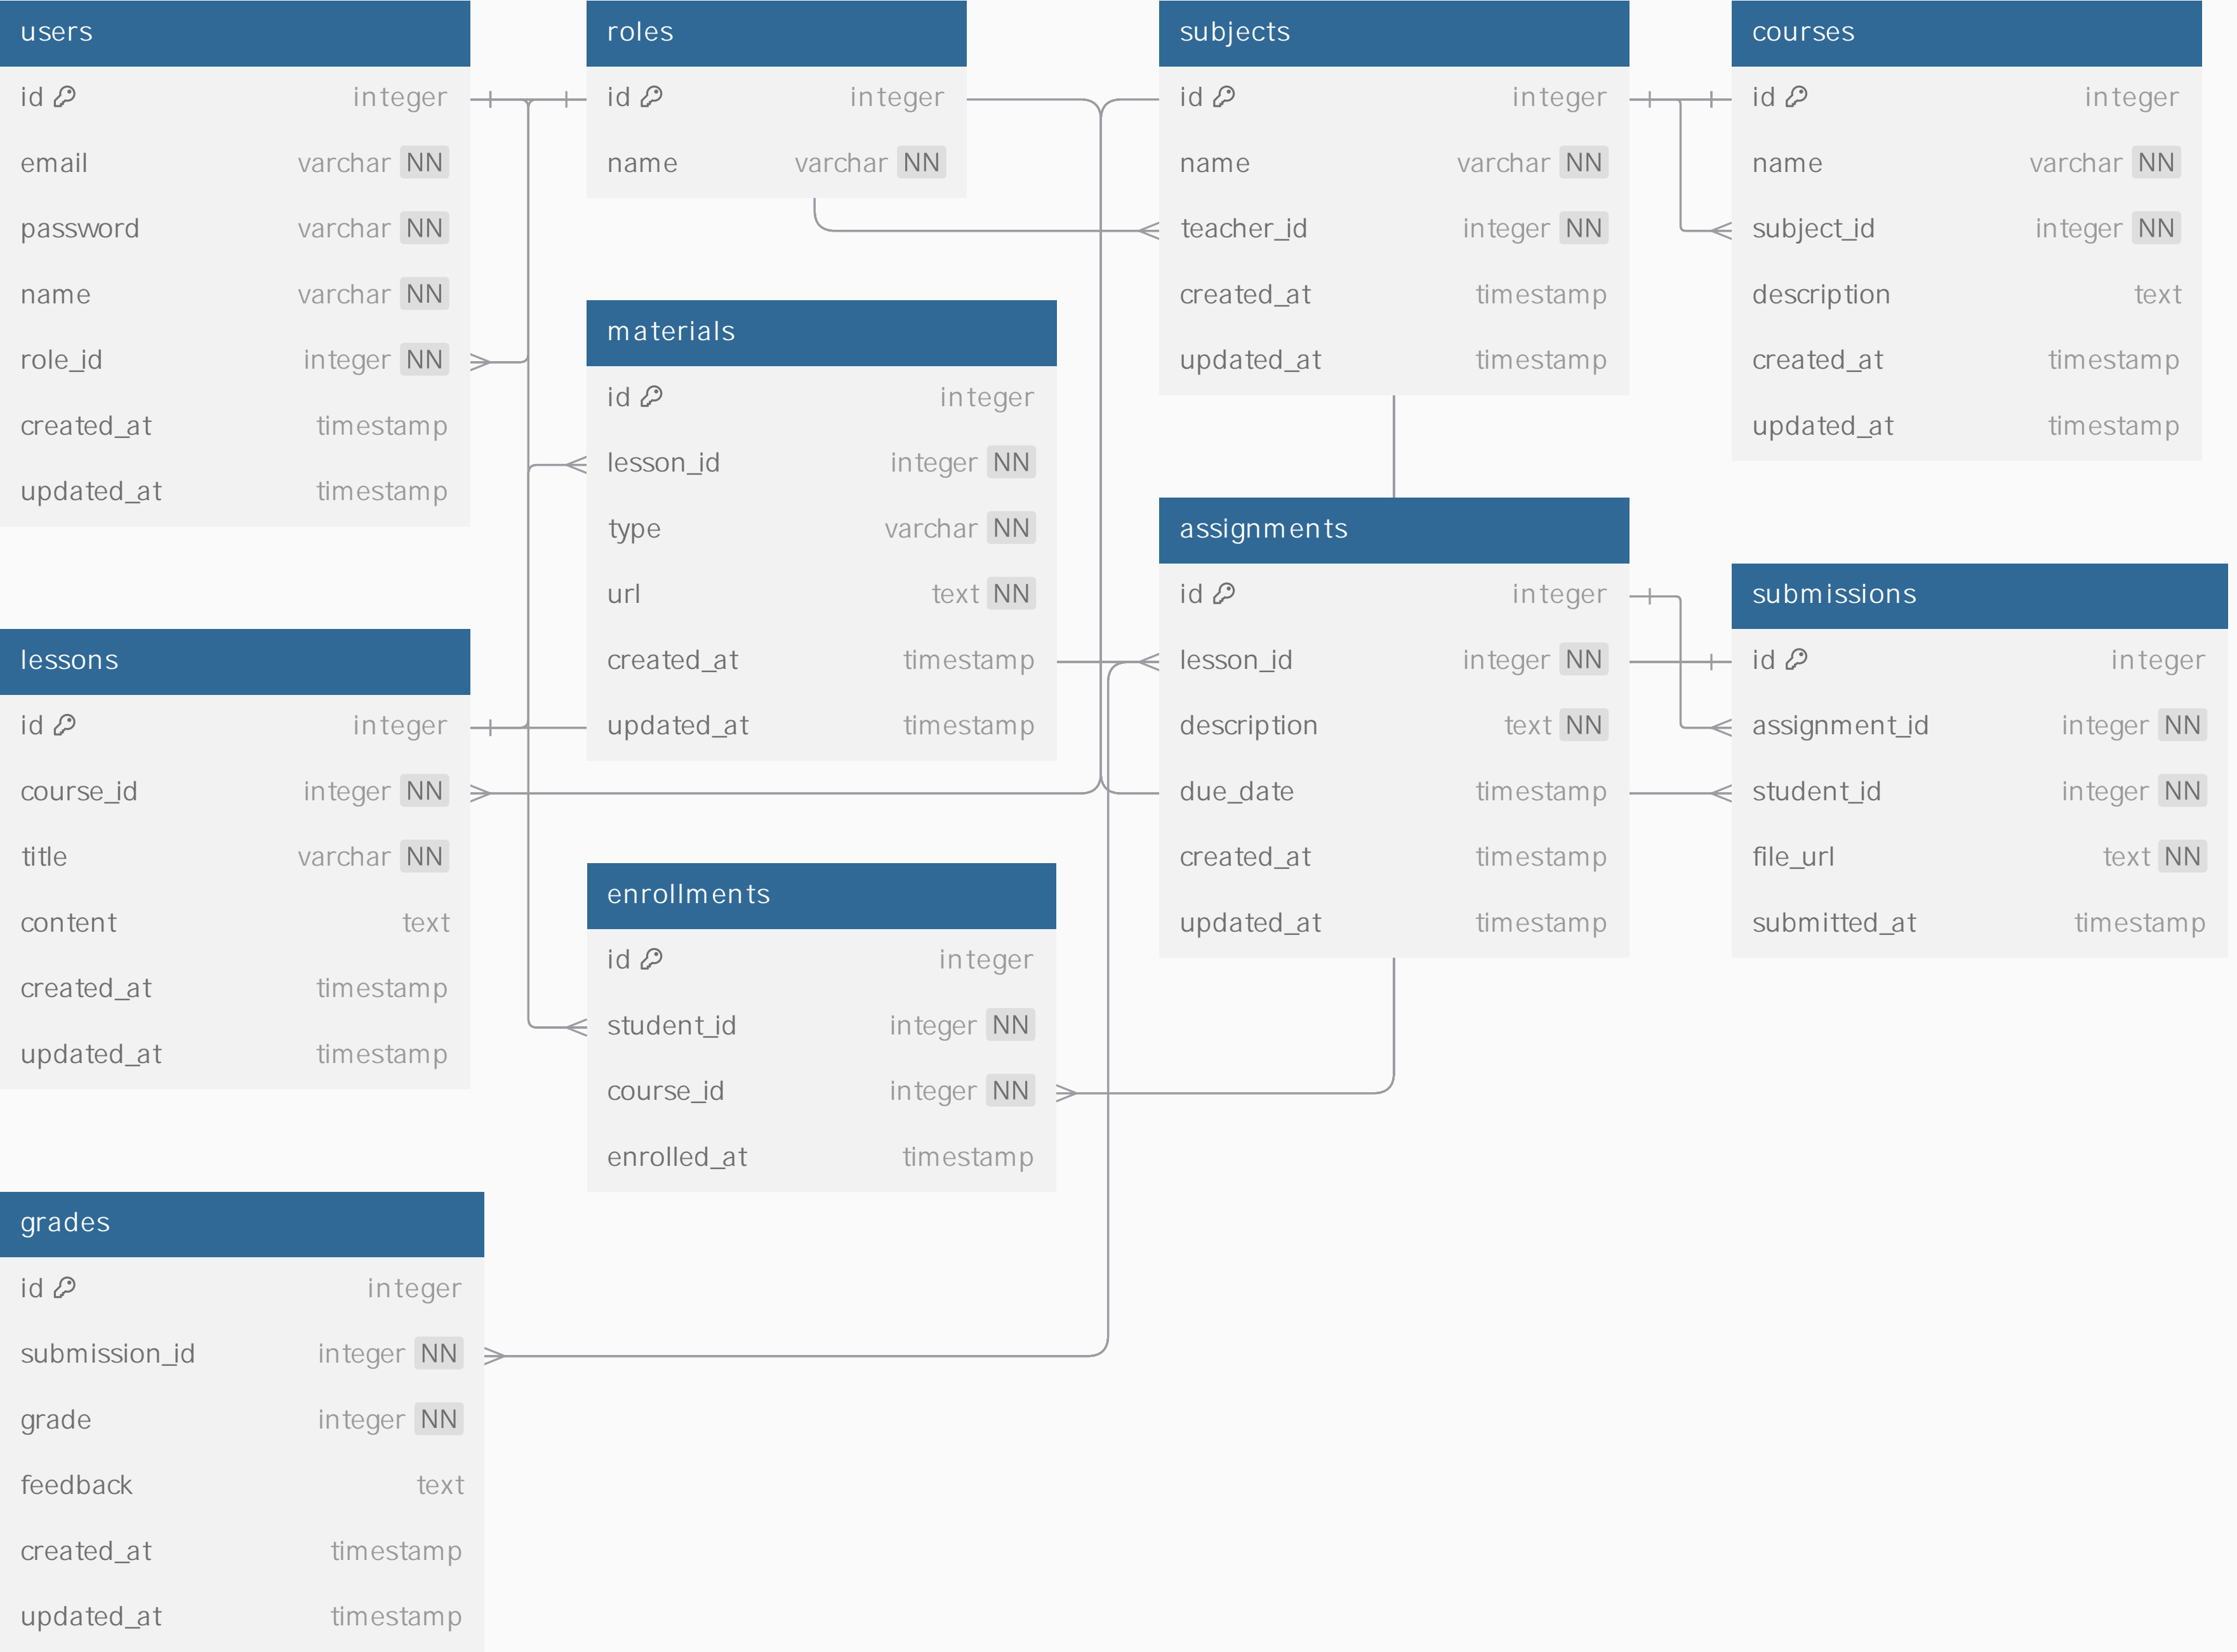 users
id integer
email varchar NN
password varchar NN
name varchar NN
role_id integer NN
created_at timestamp
updated_at timestamp
roles
id integer
name varchar NN
subjects
id integer
name varchar NN
teacher_id integer NN
created_at timestamp
updated_at timestamp
courses
id integer
name varchar NN
subject_id integer NN
description text
created_at timestamp
updated_at timestamp
materials
id integer
lesson_id integer NN
type varchar NN
url text NN
created_at timestamp
updated_at timestamp
assignments
id integer
lesson_id integer NN
description text NN
due_date timestamp
created_at timestamp
updated_at timestamp
submissions
id integer
assignment_id integer NN
student_id integer NN
file_url text NN
submitted_at timestamp
lessons
id integer
course_id integer NN
title varchar NN
content text
created_at timestamp
updated_at timestamp
enrollments
id integer
student_id integer NN
course_id integer NN
enrolled_at timestamp
grades
id integer
submission_id integer NN
grade integer NN
feedback text
created_at timestamp
updated_at timestamp